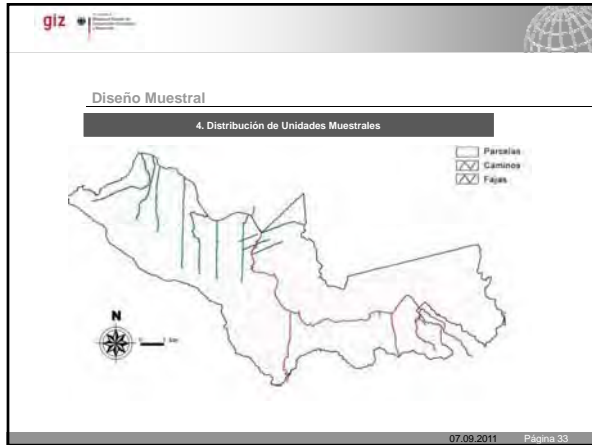 giz
Diseño Muestral
4. Distribución de Unidades Muestrales
Parcelas
Caminos
Fajas
N
07.09.2011 Página 33